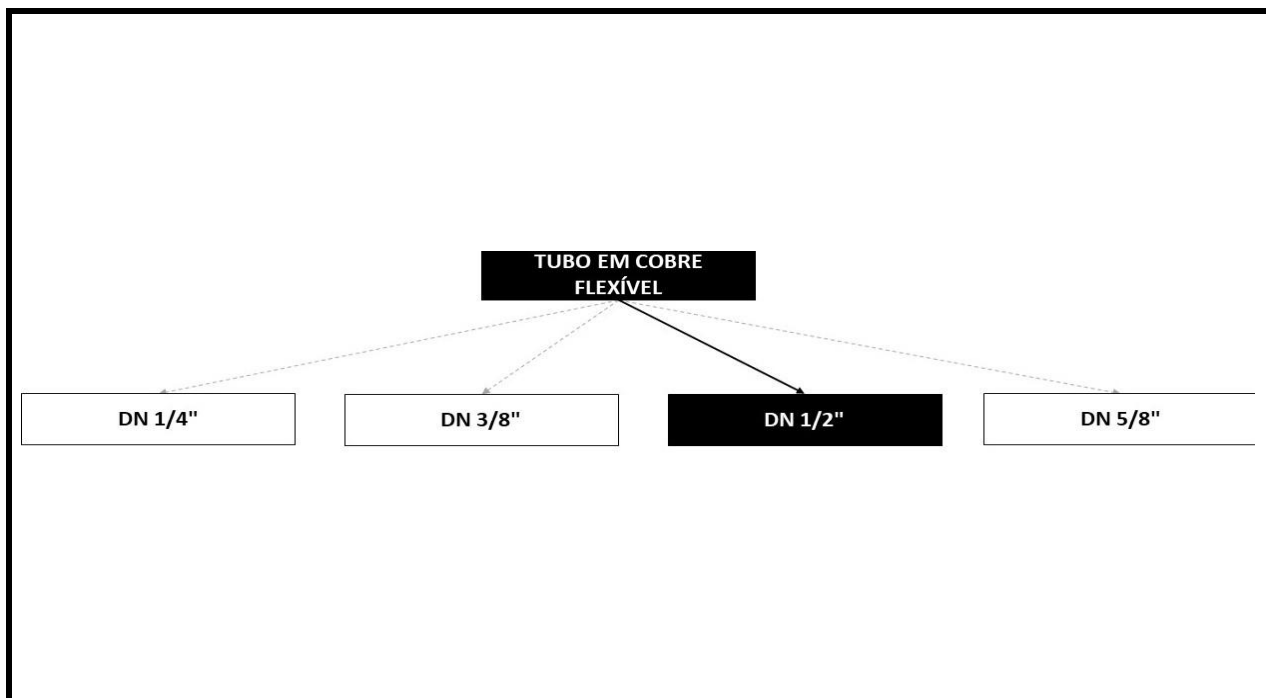 TUBO EM COBRE
FLEXÍVEL
DN 1/4"
DN 3/8"
DN 1/2"
DN 5/8"